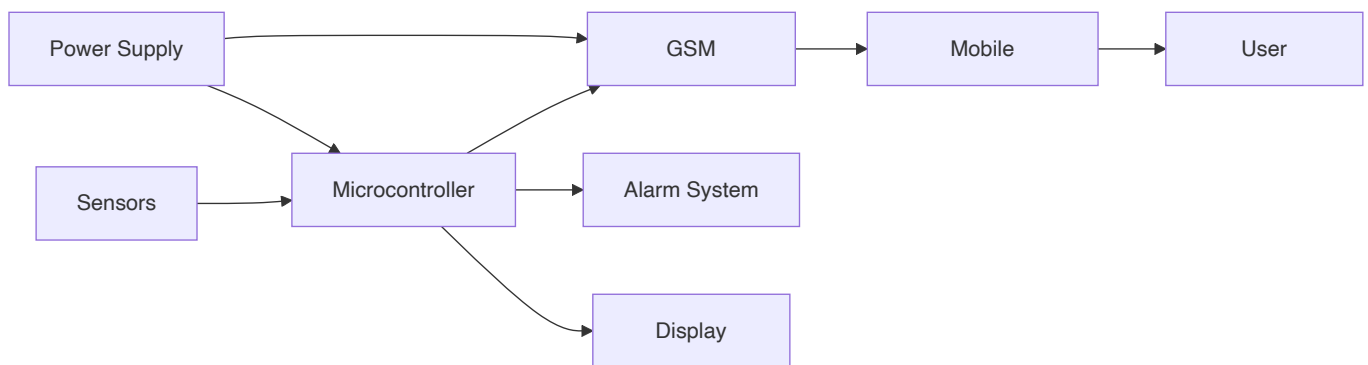 Power Supply
GSM
Mobile
User
Sensors
Microcontroller
Alarm System
Display